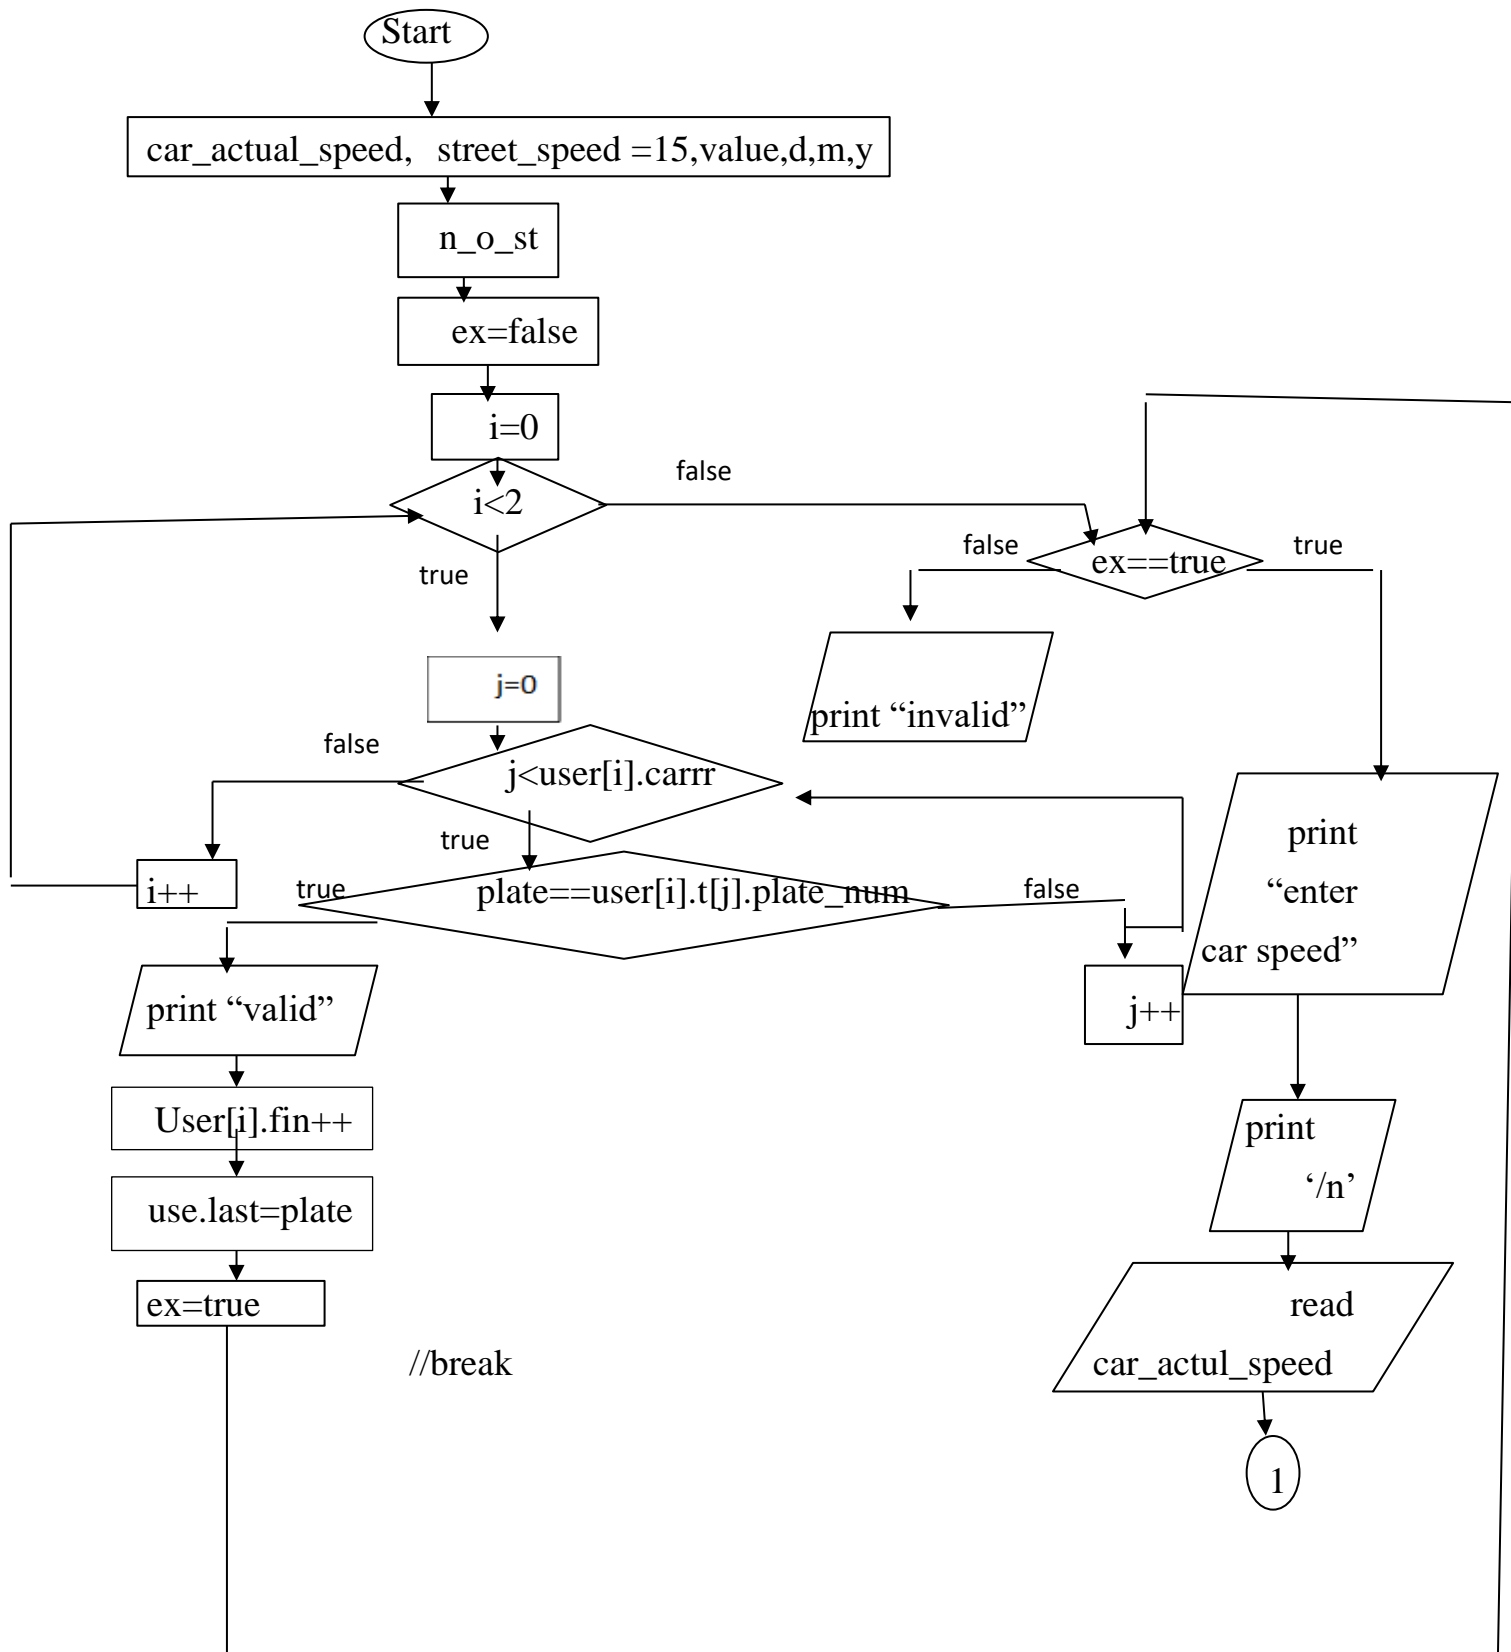 Start
car_actual_speed, street_speed =15,value,d,m,y
n_o_st
ex=false
i=0
i<2
false
true
false
ex==true
true
j=0
print “invalid”
false
j<user[i].carrr
true
i++
true
plate==user[i].t[j].plate_num
false
print
“enter
car speed”
print “valid”
j++
User[i].fin++
print
‘/n’
use.last=plate
ex=true
read
car_actul_speed
//break
1